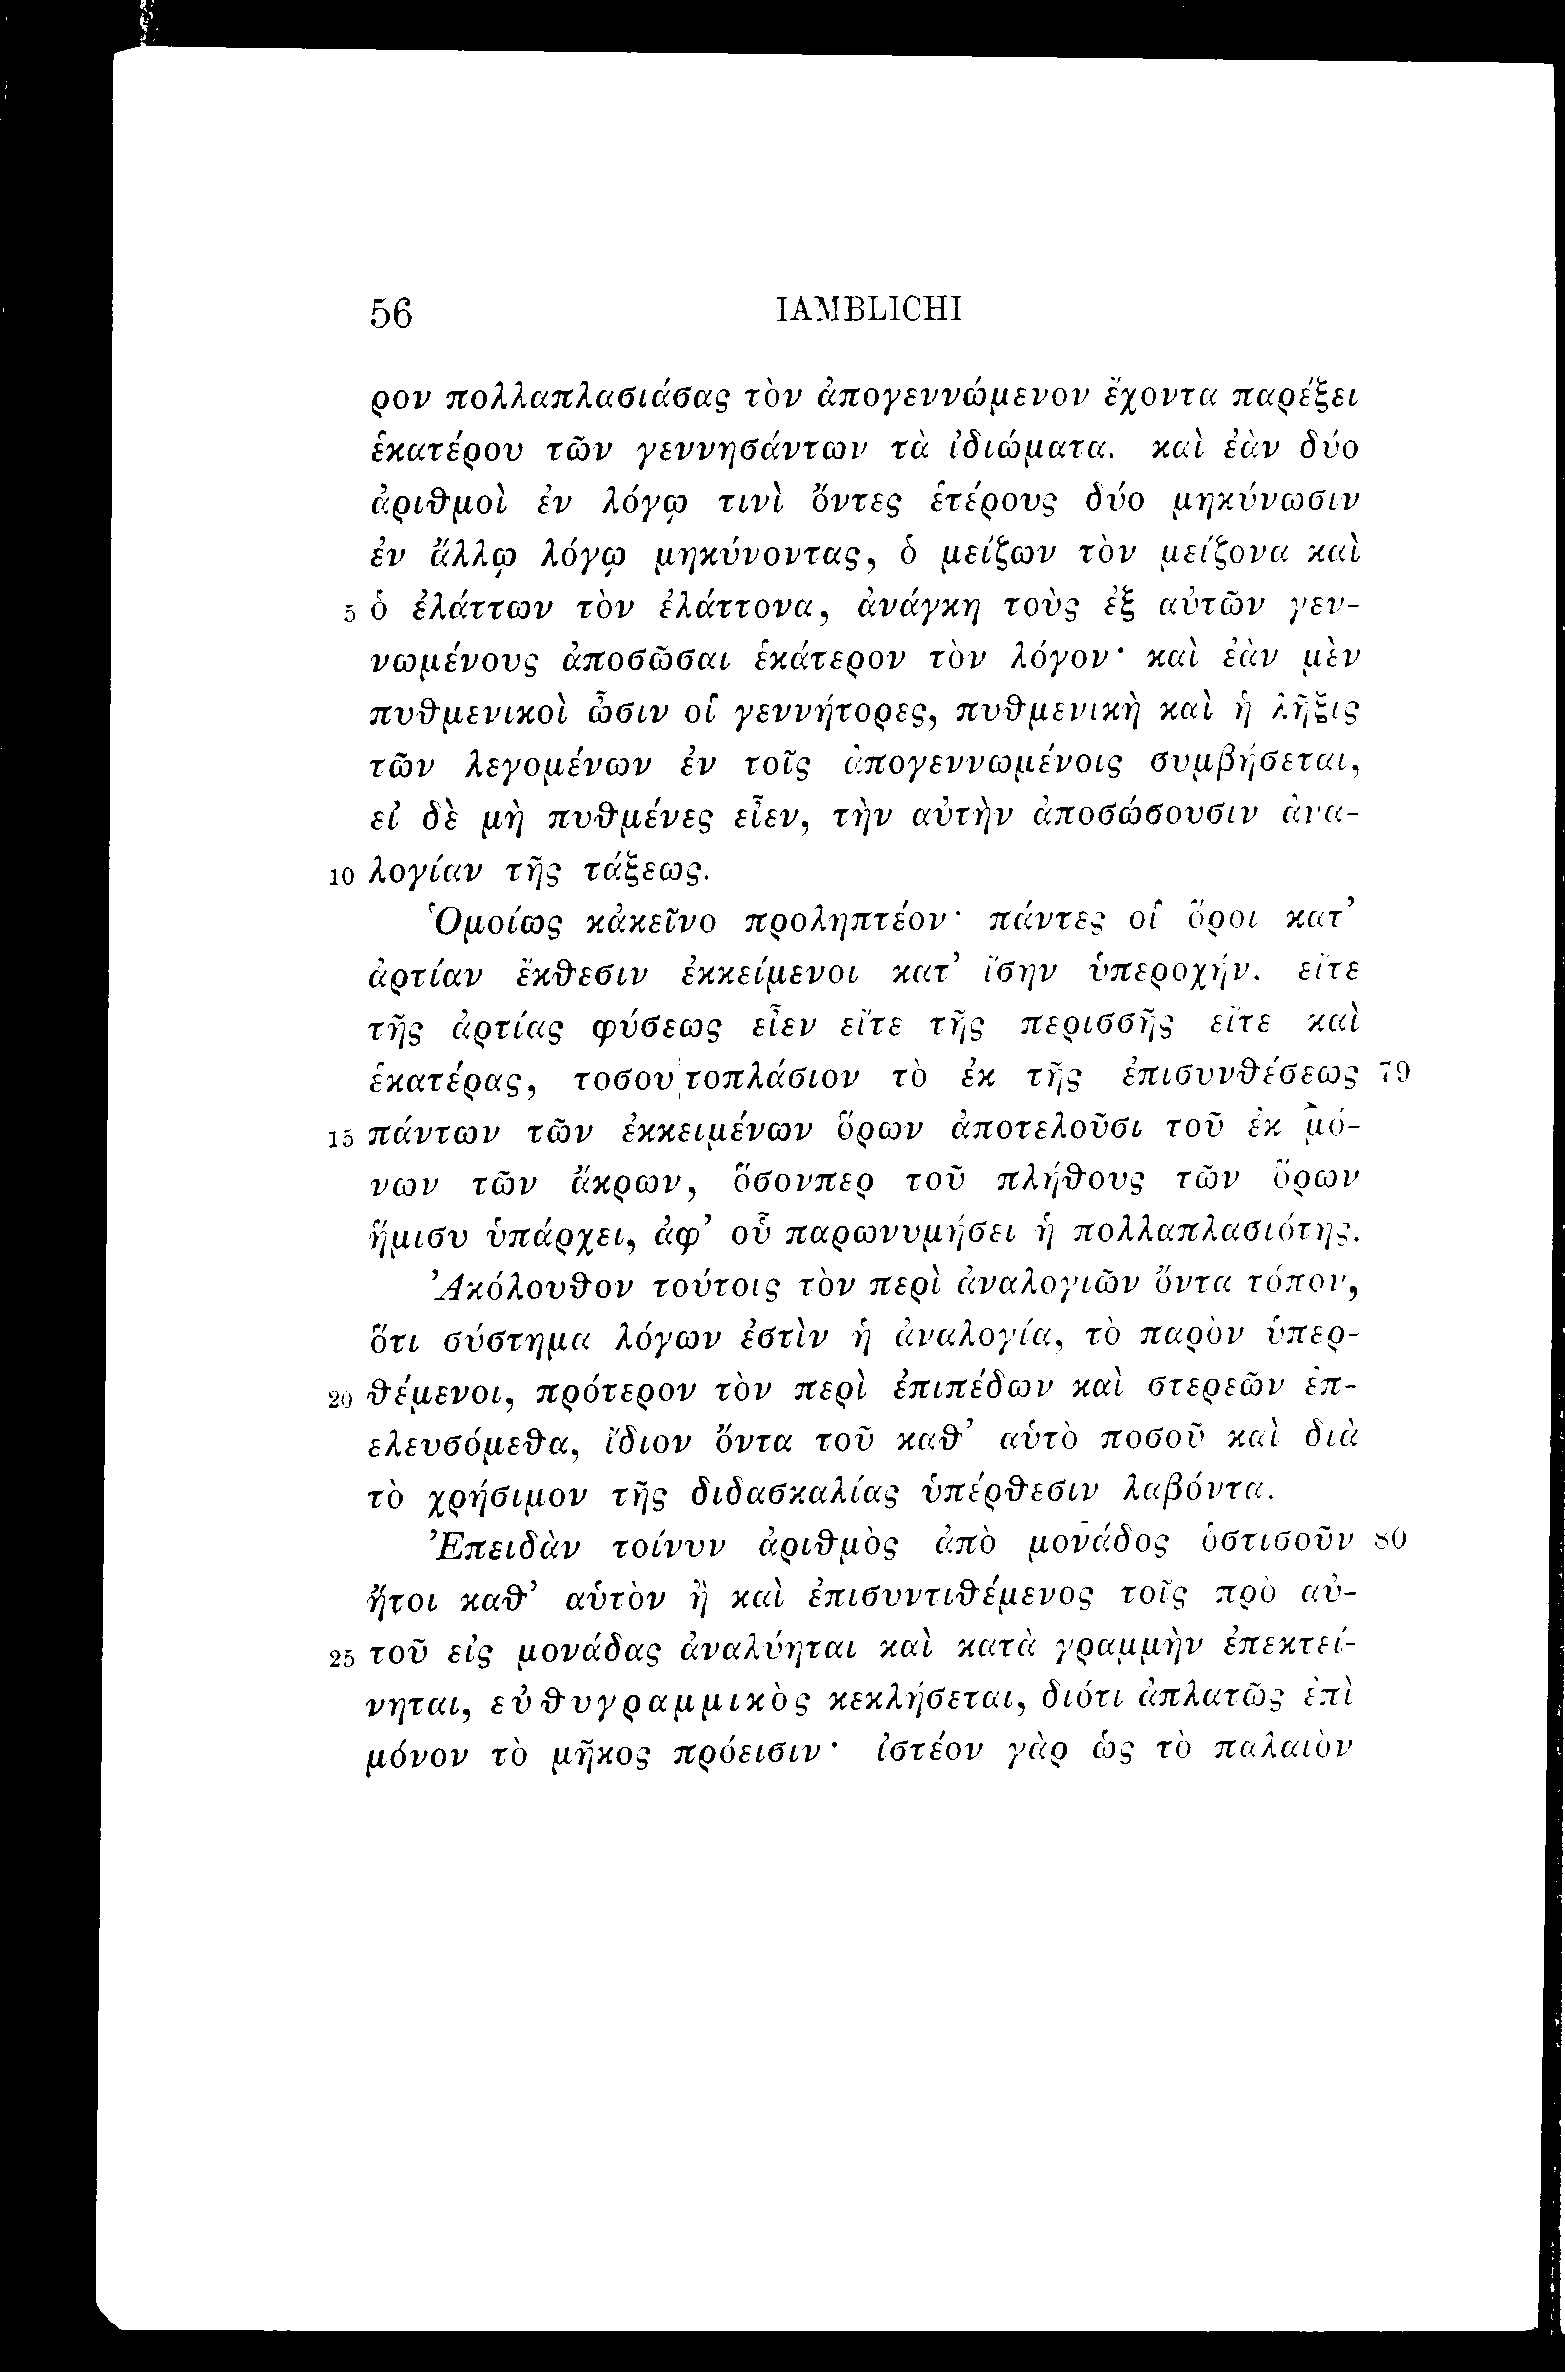 56 IAMBLICHI
ρον πολλαπλασιάσας τὸν ἀπογεννώμενον ἔχοντα παρέξει
ἑκατέρου τῶν γεννησάντων τὰ ἰδιώματα. καὶ ἐὰν δύο
ἀριθμοὶ ἐν λόγῳ τινὶ ὄντες ἑτέρους δύο μηκύνωσιν
ἐν ἄλλῳ λόγῳ μηκύνοντας, ὁ μείζων τὸν μείζονα καὶ
5 ὁ ἐλάττων τὸν ἐλάττονα, ἀνάγκη τοὺς ἐξ αὐτῶν γεν-
νωμένους ἀποσῶσαι ἑκάτερον τὸν λόγον· καὶ ἐὰν μὲν
πυθμενικοὶ ὦσιν οἱ γεννήτορες, πυθμενικὴ καὶ ἡ λῆξις
τῶν λεγομένων ἐν τοῖς ἀπογεννωμένοις συμβήσεται,
εἰ δὲ μὴ πυθμένες εἶεν, τὴν αὐτὴν ἀποσώσουσιν ἀνα-
10 λογίαν τῆς τάξεως.
Ὁμοίως κἀκεῖνο προληπτέον· πάντες οἱ ὅροι κατ’
ἀρτίαν ἔκθεσιν ἐκκείμενοι κατ’ ἴσην ὑπεροχήν. εἴτε
τῆς ἀρτίας φύσεως εἶεν εἴτε τῆς περισσῆς εἴτε καὶ
ἑκατέρας, τοσουτοπλάσιον τὸ ἐκ τῆς ἐπισυνθέσεως 79
15 πάντων τῶν ἐκκειμένων ὅρων ἀποτελοῦσι τοῦ ἐκ μό-
νων τῶν ἄκρων, ὅσονπερ τοῦ πλήθους τῶν ὅρων
ἥμισυ ὑπάρχει, ἀφ’ οὗ παρωνυμήσει ἡ πολλαπλασιότης.
Ἀκόλουθον τούτοις τὸν περὶ ἀναλογιῶν ὄντα τόπον,
ὅτι σύστημα λόγων ἐστὶν ἡ ἀναλογία, τὸ παρὸν ὑπερ-
20 θέμενοι, πρότερον τὸν περὶ ἐπιπέδων καὶ στερεῶν ἐπ-
ελευσόμεθα, ἴδιον ὄντα τοῦ καθ’ αὑτὸ ποσοῦ καὶ διὰ
τὸ χρήσιμον τῆς διδασκαλίας ὑπέρθεσιν λαβόντα.
Ἐπειδὰν τοίνυν ἀριθμὸς ἀπὸ μονάδος ὁστισοῦν 80
ἤτοι καθ’ αὑτὸν ἢ καὶ ἐπισυντιθέμενος τοῖς πρὸ αὐ-
25 τοῦ εἰς μονάδας ἀναλύηται καὶ κατὰ γραμμὴν ἐπεκτεί-
νηται, εὐθυγραμμικὸς κεκλήσεται, διότι ἀπλατῶς ἐπὶ
μόνον τὸ μῆκος πρόεισιν· ἰστέον γὰρ ὡς τὸ παλαιὸν